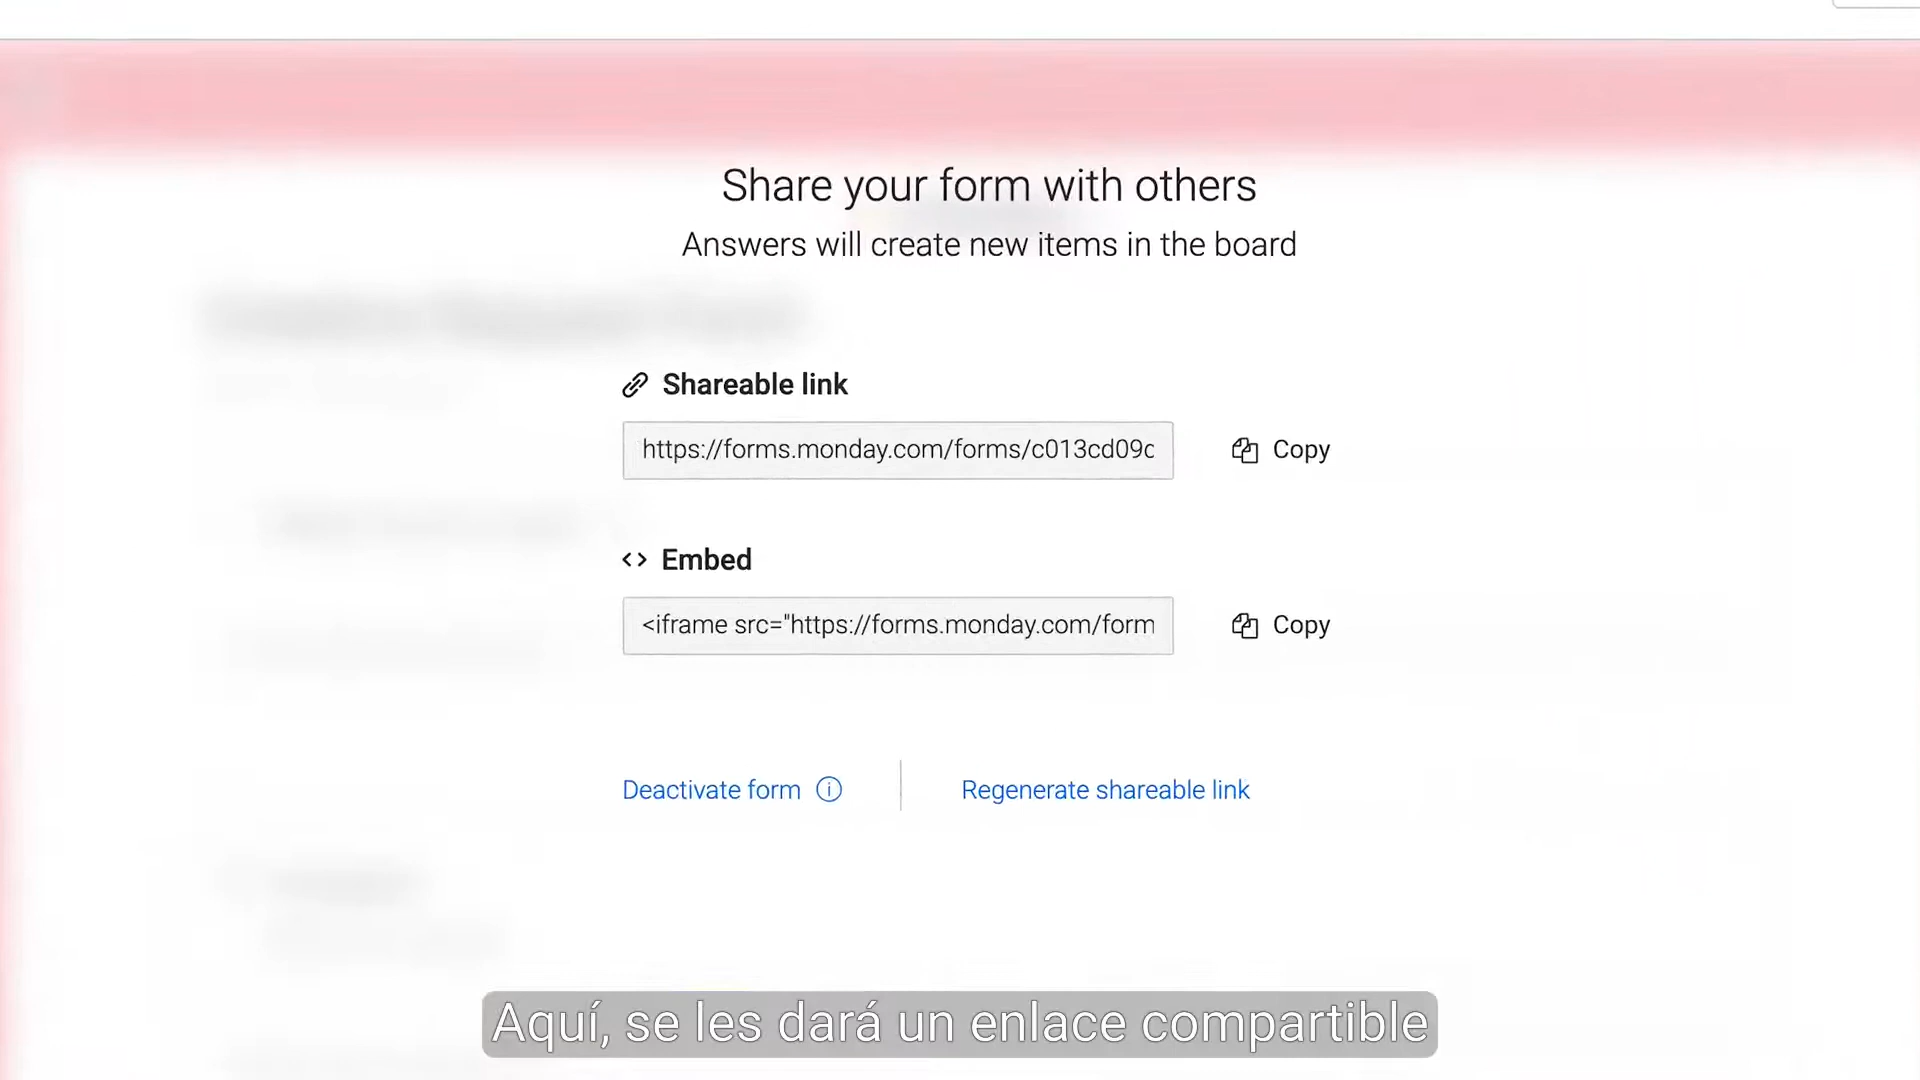 Share your form with others
Answers will create new items in the board
Shareable link
https://forms.monday.com/forms/c013cd09c
Copy
<> Embed
<iframe src="https://forms.monday.com/form
Copy
Deactivate form
Regenerate shareable link
Aquí, se les dará un enlace compartible